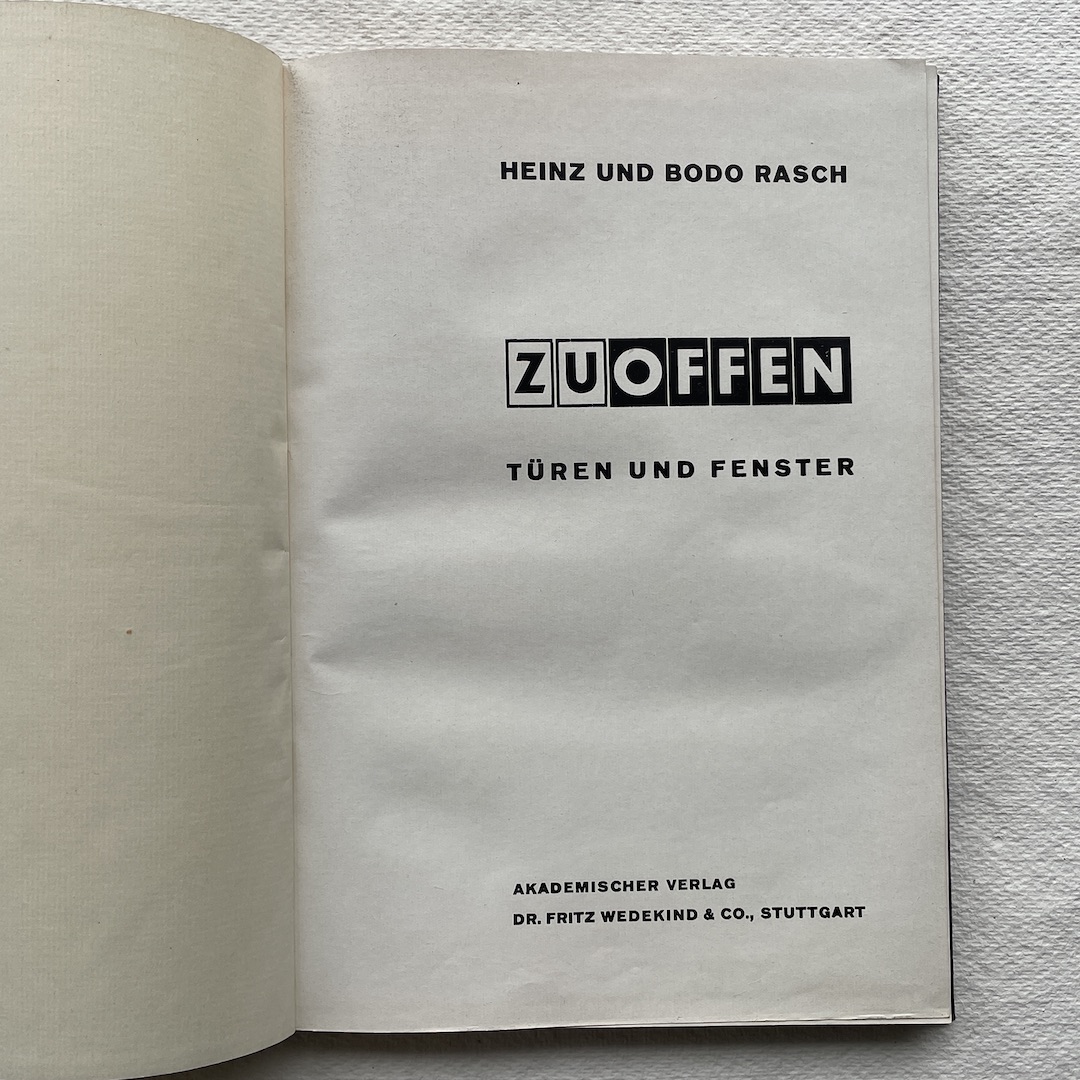 HEINZ UND BODO RASCH
ZUOFFEN
TÜREN UND FENSTER
AKADEMISCHER VERLAG
DR. FRITZ WEDEKIND & CO., STUTTGART